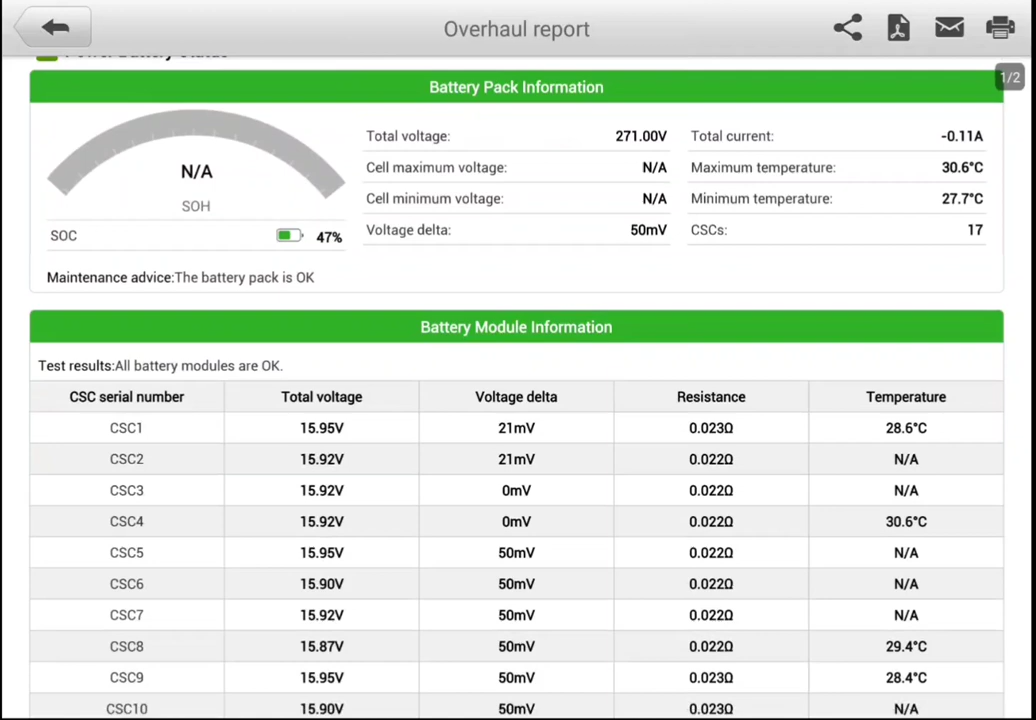 Overhaul report
Power Battery Status
1/2
Battery Pack Information
N/A
SOH
SOC 47%
Total voltage: 271.00V
Cell maximum voltage: N/A
Cell minimum voltage: N/A
Voltage delta: 50mV
Total current: -0.11A
Maximum temperature: 30.6°C
Minimum temperature: 27.7°C
CSCs: 17
Maintenance advice:The battery pack is OK
Battery Module Information
Test results:All battery modules are OK.
CSC serial number Total voltage Voltage delta Resistance Temperature
CSC1 15.95V 21mV 0.023Ω 28.6°C
CSC2 15.92V 21mV 0.022Ω N/A
CSC3 15.92V 0mV 0.022Ω N/A
CSC4 15.92V 0mV 0.022Ω 30.6°C
CSC5 15.95V 50mV 0.022Ω N/A
CSC6 15.90V 50mV 0.022Ω N/A
CSC7 15.92V 50mV 0.022Ω N/A
CSC8 15.87V 50mV 0.022Ω 29.4°C
CSC9 15.95V 50mV 0.023Ω 28.4°C
CSC10 15.90V 50mV 0.023Ω N/A